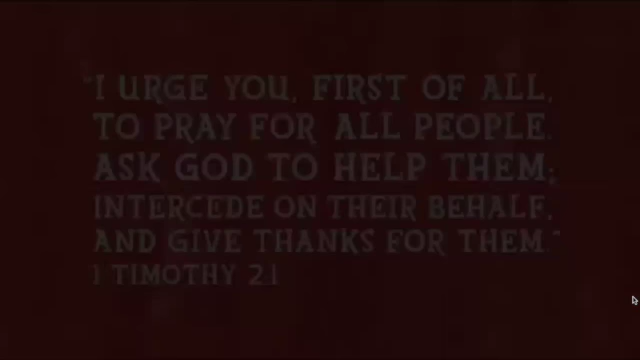 "I URGE YOU, FIRST OF ALL,
TO PRAY FOR ALL PEOPLE.
ASK GOD TO HELP THEM;
INTERCEDE ON THEIR BEHALF,
AND GIVE THANKS FOR THEM."
1 TIMOTHY 2:1